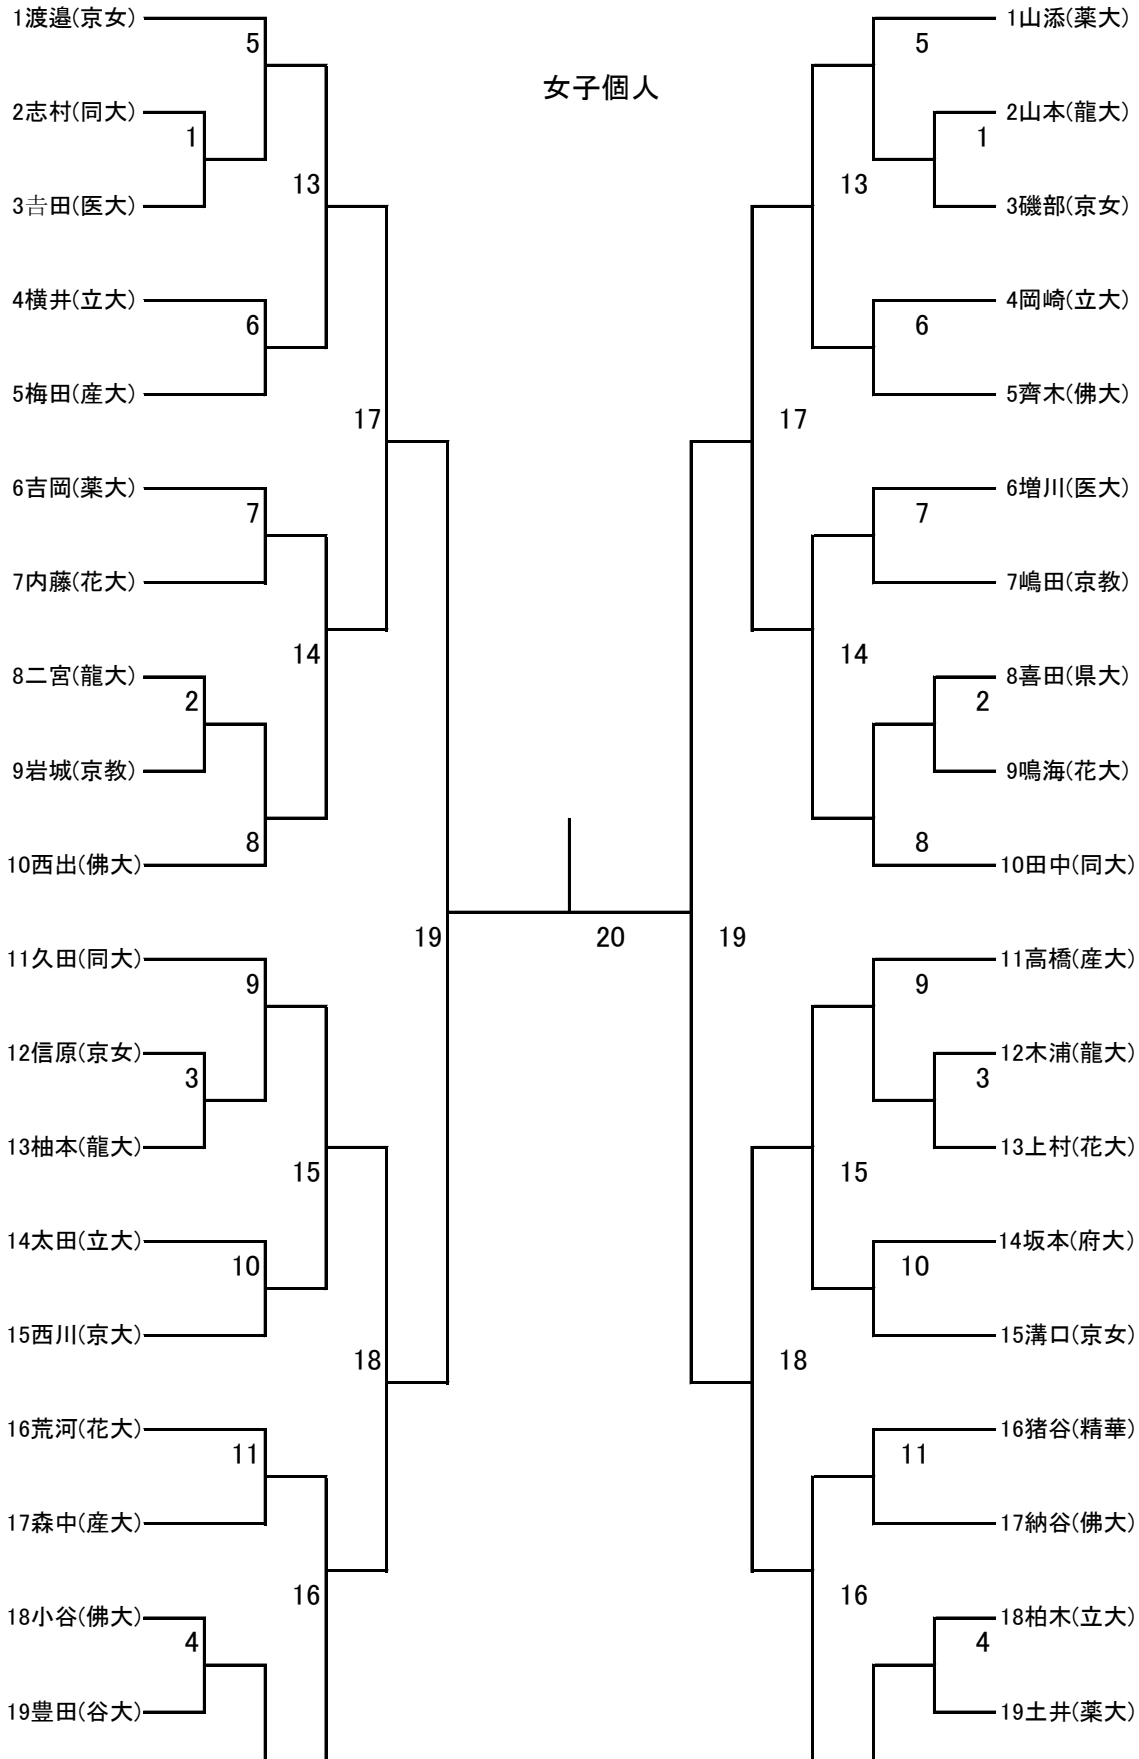 女子個人
1渡邉(京女)
5
2志村(同大)
1
3𠮷田(医大)
13
4横井(立大)
6
5梅田(産大)
17
6吉岡(薬大)
7
7内藤(花大)
14
8二宮(龍大)
2
9岩城(京教)
8
10西出(佛大)
19
11久田(同大)
9
12信原(京女)
3
13柚本(龍大)
15
14太田(立大)
10
15西川(京大)
18
16荒河(花大)
11
17森中(産大)
16
18小谷(佛大)
4
19豊田(谷大)
20
1山添(薬大)
5
2山本(龍大)
1
3磯部(京女)
13
4岡崎(立大)
6
5齊木(佛大)
17
6増川(医大)
7
7嶋田(京教)
14
8喜田(県大)
2
9鳴海(花大)
8
10田中(同大)
19
11高橋(産大)
9
12木浦(龍大)
3
13上村(花大)
15
14坂本(府大)
10
15溝口(京女)
18
16猪谷(精華)
11
17納谷(佛大)
16
18柏木(立大)
4
19土井(薬大)